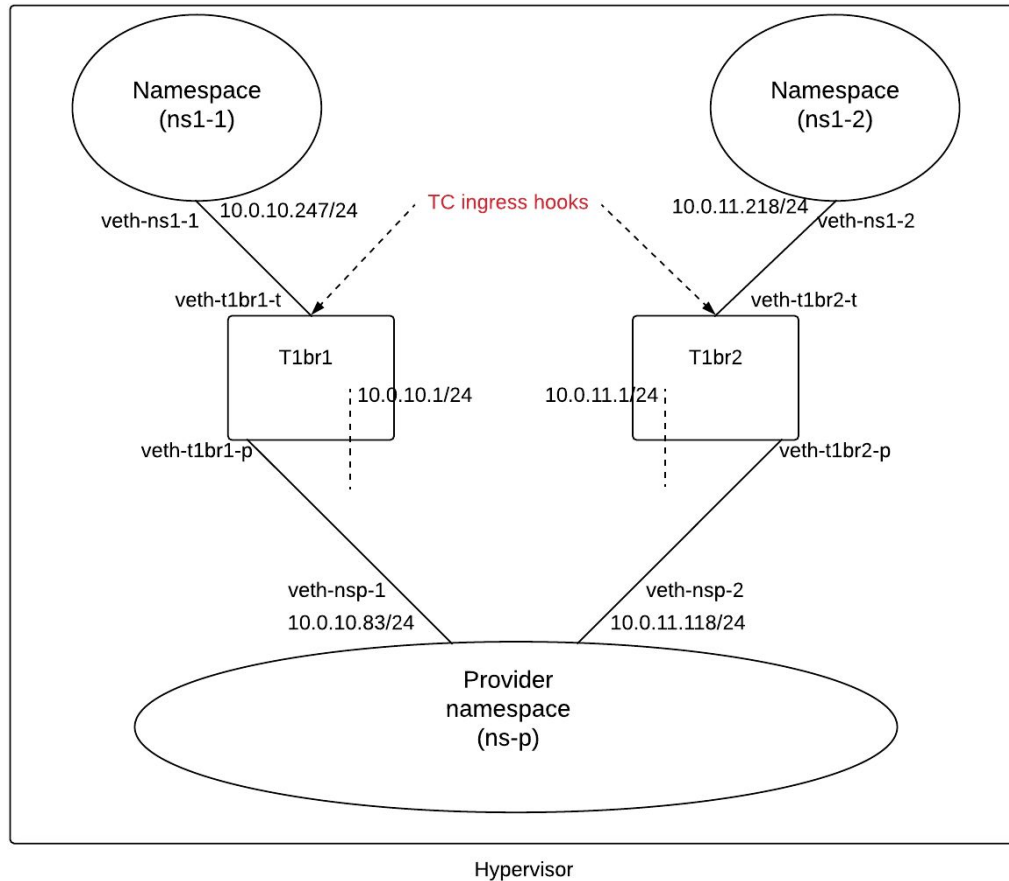 Namespace
(ns1-1)
Namespace
(ns1-2)
TC ingress hooks
veth-ns1-1
10.0.10.247/24
10.0.11.218/24
veth-ns1-2
veth-t1br1-t
veth-t1br2-t
T1br1
T1br2
10.0.10.1/24
10.0.11.1/24
veth-t1br1-p
veth-t1br2-p
veth-nsp-1
veth-nsp-2
10.0.10.83/24
10.0.11.118/24
Provider
namespace
(ns-p)
Hypervisor